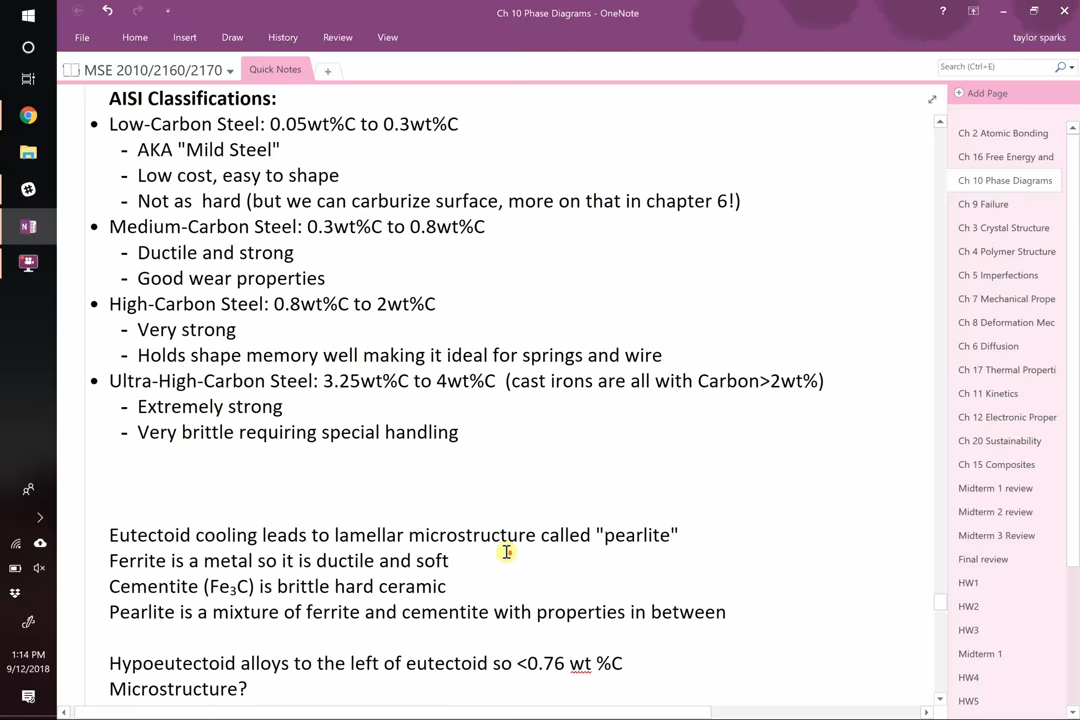 Ch 10 Phase Diagrams - OneNote
File Home Insert Draw History Review View
taylor sparks
MSE 2010/2160/2170
Quick Notes
Search (Ctrl+E)
Add Page
AISI Classifications:
• Low-Carbon Steel: 0.05wt%C to 0.3wt%C
- AKA "Mild Steel"
- Low cost, easy to shape
- Not as hard (but we can carburize surface, more on that in chapter 6!)
• Medium-Carbon Steel: 0.3wt%C to 0.8wt%C
- Ductile and strong
- Good wear properties
• High-Carbon Steel: 0.8wt%C to 2wt%C
- Very strong
- Holds shape memory well making it ideal for springs and wire
• Ultra-High-Carbon Steel: 3.25wt%C to 4wt%C (cast irons are all with Carbon>2wt%)
- Extremely strong
- Very brittle requiring special handling
Eutectoid cooling leads to lamellar microstructure called "pearlite"
Ferrite is a metal so it is ductile and soft
Cementite (Fe₃C) is brittle hard ceramic
Pearlite is a mixture of ferrite and cementite with properties in between
Hypoeutectoid alloys to the left of eutectoid so <0.76 wt %C
Microstructure?
Ch 2 Atomic Bonding
Ch 16 Free Energy and
Ch 10 Phase Diagrams
Ch 9 Failure
Ch 3 Crystal Structure
Ch 4 Polymer Structure
Ch 5 Imperfections
Ch 7 Mechanical Prope
Ch 8 Deformation Mec
Ch 6 Diffusion
Ch 17 Thermal Properti
Ch 11 Kinetics
Ch 12 Electronic Proper
Ch 20 Sustainability
Ch 15 Composites
Midterm 1 review
Midterm 2 review
Midterm 3 Review
Final review
HW1
HW2
HW3
Midterm 1
HW4
HW5
1:14 PM
9/12/2018